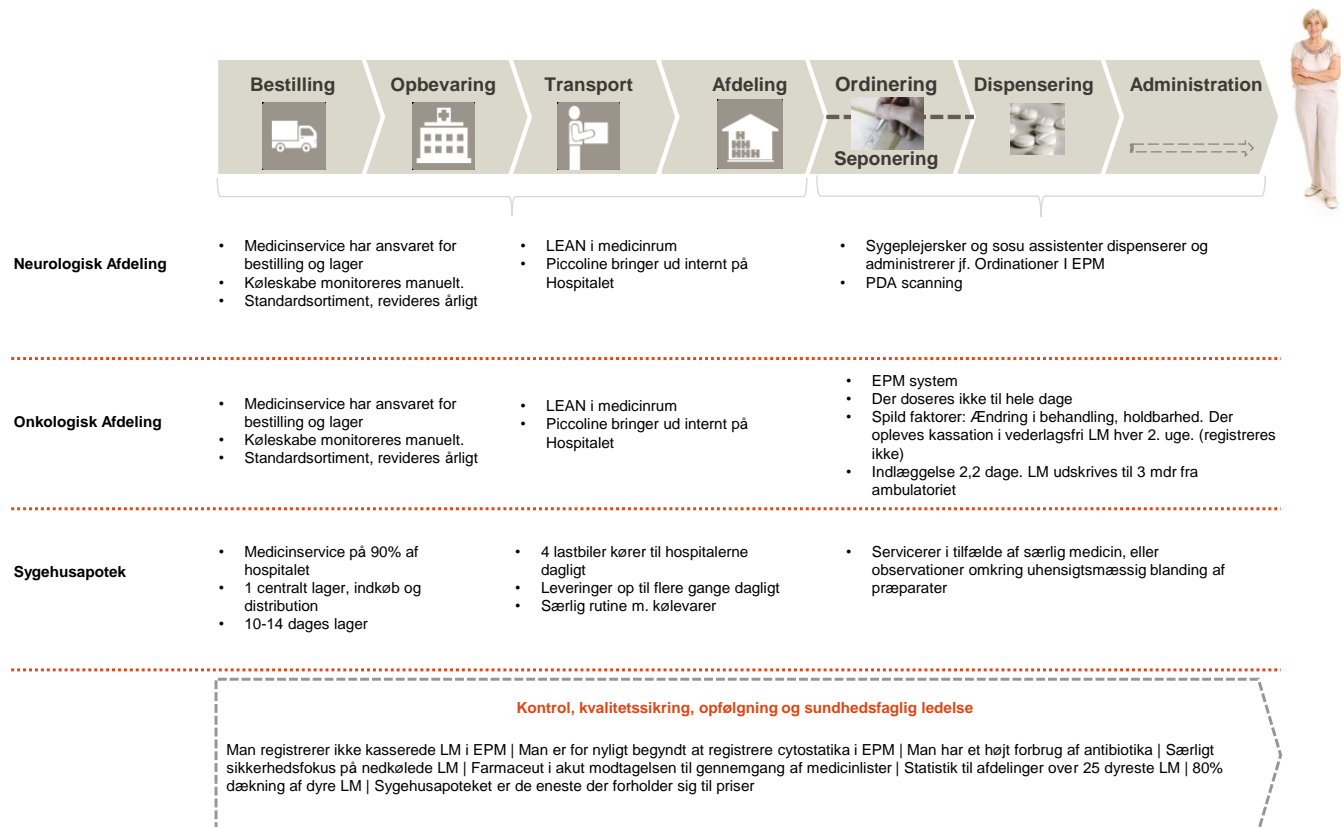 Bestilling
Opbevaring
Transport
Afdeling
Ordinering
Seponering
Dispensering
Administration
Neurologisk Afdeling
• Medicinservice har ansvaret for
bestilling og lager
• Køleskabe monitoreres manuelt.
• Standardsortiment, revideres årligt
• LEAN i medicinrum
• Piccoline bringer ud internt på
Hospitalet
• Sygeplejersker og sosu assistenter dispenserer og
administrerer jf. Ordinationer I EPM
• PDA scanning
Onkologisk Afdeling
• Medicinservice har ansvaret for
bestilling og lager
• Køleskabe monitoreres manuelt.
• Standardsortiment, revideres årligt
• LEAN i medicinrum
• Piccoline bringer ud internt på
Hospitalet
• EPM system
• Der doseres ikke til hele dage
• Spild faktorer: Ændring i behandling, holdbarhed. Der
opleves kassation i vederlagsfri LM hver 2. uge. (registreres
ikke)
• Indlæggelse 2,2 dage. LM udskrives til 3 mdr fra
ambulatoriet
Sygehusapotek
• Medicinservice på 90% af
hospitalet
• 1 centralt lager, indkøb og
distribution
• 10-14 dages lager
• 4 lastbiler kører til hospitalerne
dagligt
• Leveringer op til flere gange dagligt
• Særlig rutine m. kølevarer
• Servicerer i tilfælde af særlig medicin, eller
observationer omkring uhensigtsmæssig blanding af
præparater
Kontrol, kvalitetssikring, opfølgning og sundhedsfaglig ledelse
Man registrerer ikke kasserede LM i EPM | Man er for nyligt begyndt at registrere cytostatika i EPM | Man har et højt forbrug af antibiotika | Særligt
sikkerhedsfokus på nedkølede LM | Farmaceut i akut modtagelsen til gennemgang af medicinlister | Statistik til afdelinger over 25 dyreste LM | 80%
dækning af dyre LM | Sygehusapoteket er de eneste der forholder sig til priser